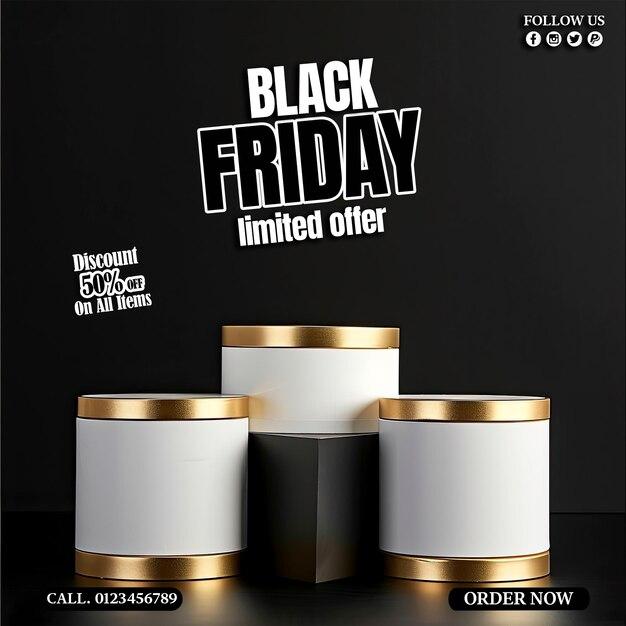 FOLLOW US
BLACK
FRIDAY
limited offer
Discount
50% OFF
On All Items
CALL. 0123456789
ORDER NOW